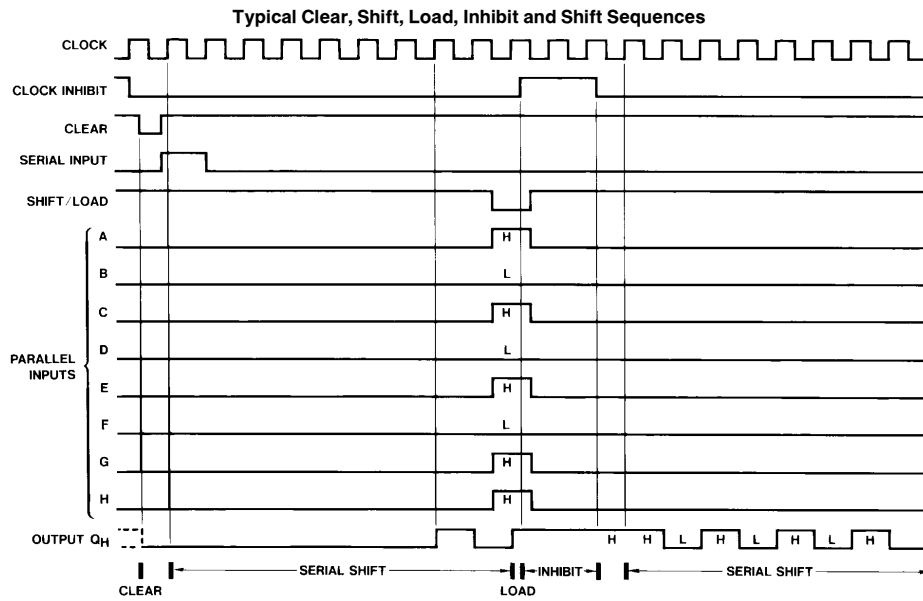 Typical Clear, Shift, Load, Inhibit and Shift Sequences
CLOCK
CLOCK INHIBIT
CLEAR
SERIAL INPUT
SHIFT/LOAD
A H
B L
C H
D L
PARALLEL
INPUTS
E H
F L
G H
H H
OUTPUT QH H H L H L H L H
SERIAL SHIFT INHIBIT SERIAL SHIFT
CLEAR LOAD